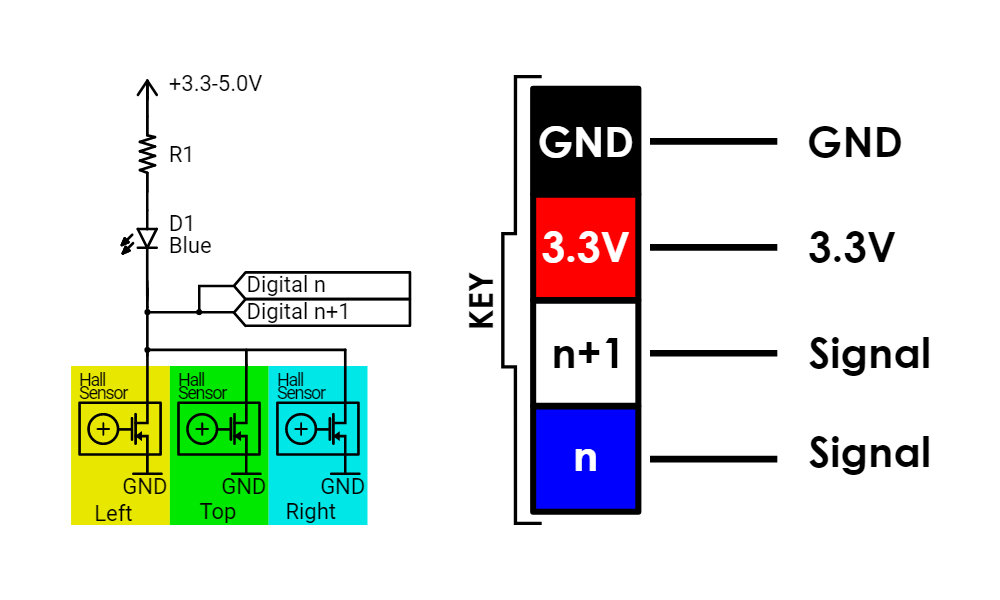 +3.3-5.0V
R1
D1
Blue
Digital n
Digital n+1
Hall
Sensor
Hall
Sensor
Hall
Sensor
GND
GND
GND
Left
Top
Right
KEY
GND
GND
3.3V
3.3V
n+1
Signal
n
Signal